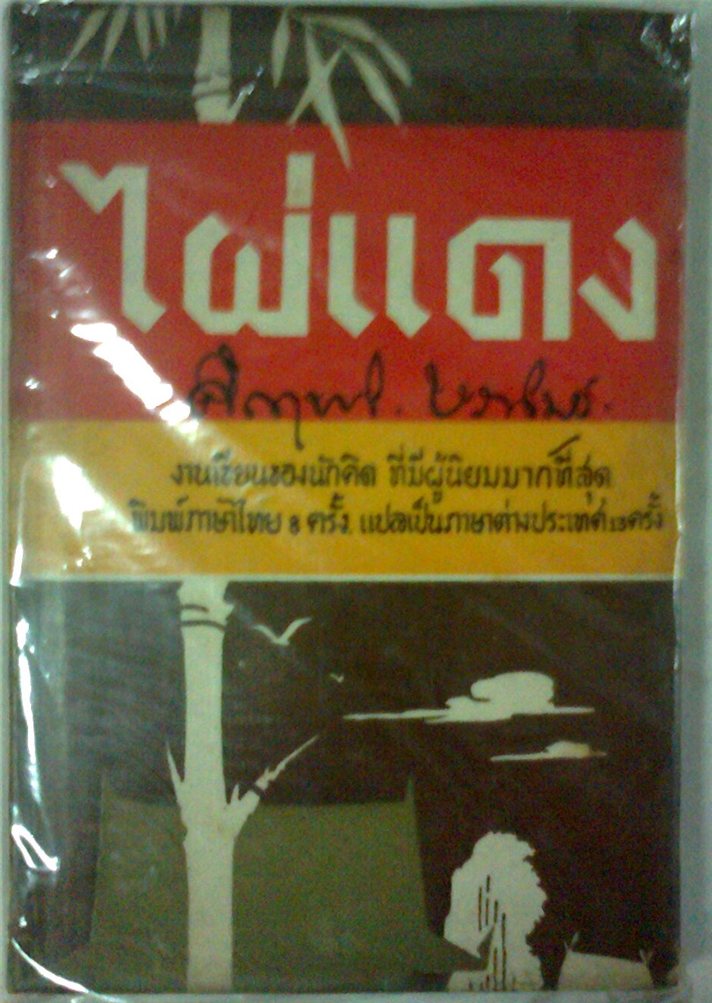 ไผ่แดง
คึกฤทธิ์ ปราโมช
งานเขียนของนักคิด ที่มีผู้นิยมมากที่สุด
พิมพ์ภาษาไทย ๘ ครั้ง แปลเป็นภาษาต่างประเทศ ๑๓ ครั้ง